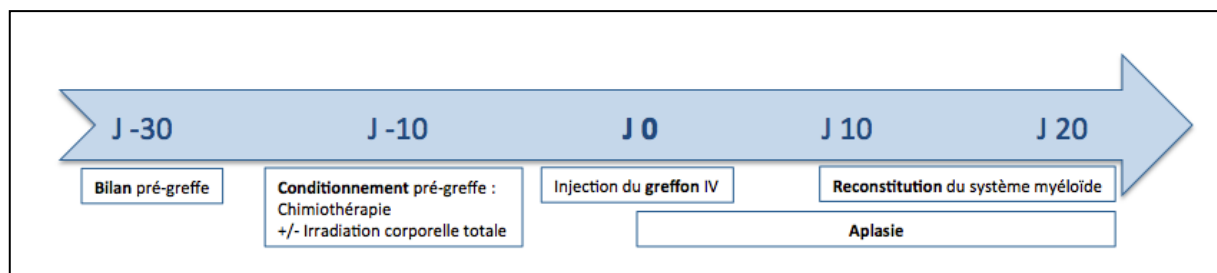 J -30 J -10 J 0 J 10 J 20
Bilan pré-greffe
Conditionnement pré-greffe :
Chimiothérapie
+/- Irradiation corporelle totale
Injection du greffon IV
Reconstitution du système myéloïde
Aplasie